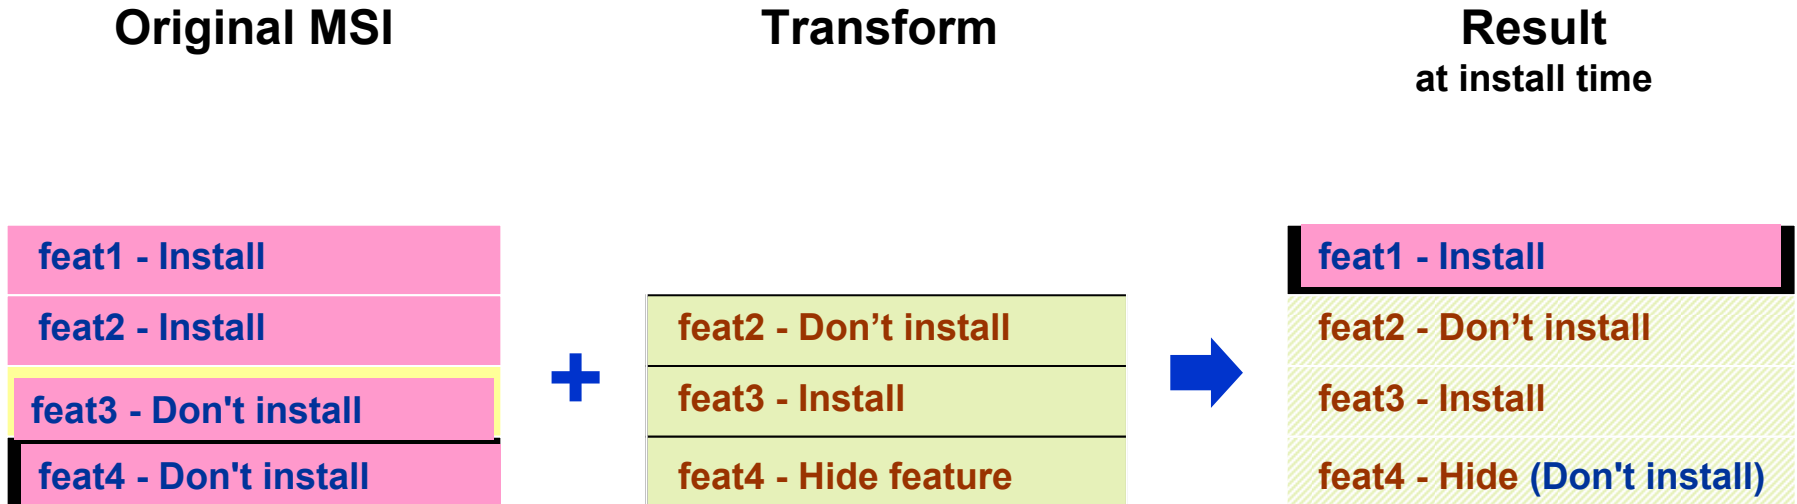 Original MSI
Transform
Result
at install time
feat1 - Install
feat2 - Install
feat3 - Don't install
feat4 - Don't install
+
feat2 - Don’t install
feat3 - Install
feat4 - Hide feature
feat1 - Install
feat2 - Don’t install
feat3 - Install
feat4 - Hide (Don't install)